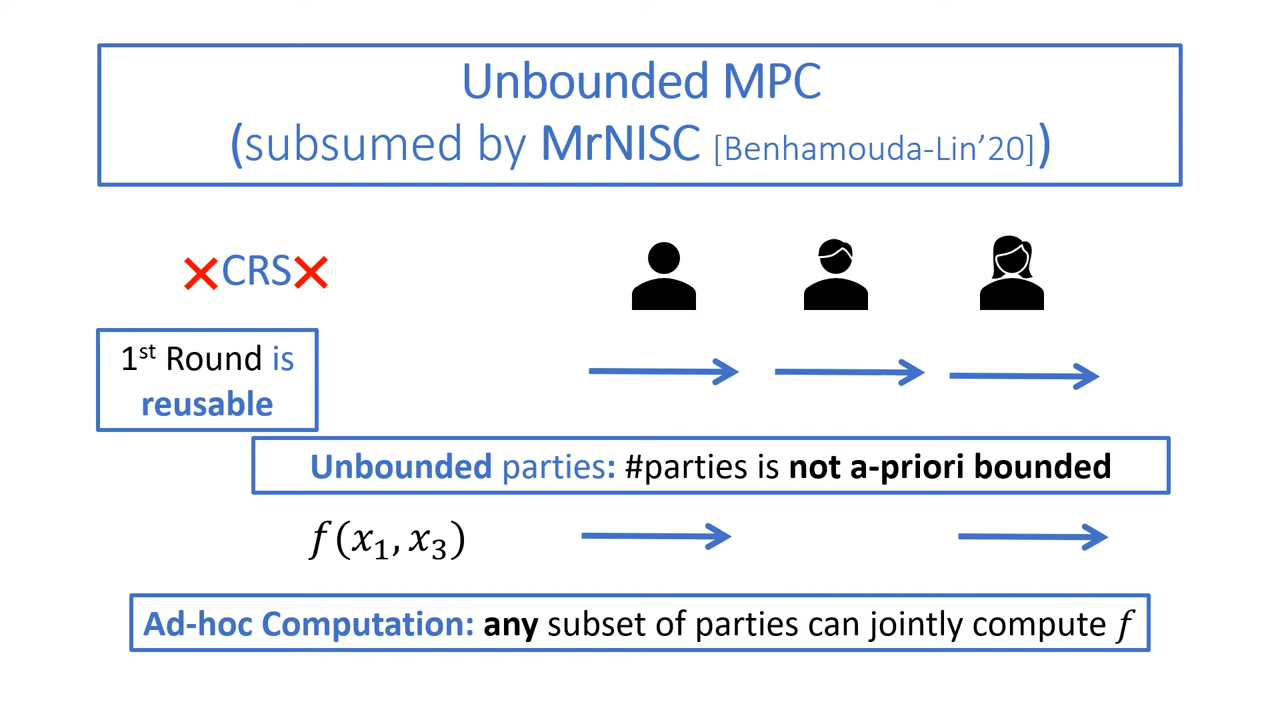 Unbounded MPC
(subsumed by MrNISC [Benhamouda-Lin’20])
CRS
1st Round is
reusable
Unbounded parties: #parties is not a-priori bounded
f(x1, x3)
Ad-hoc Computation: any subset of parties can jointly compute f